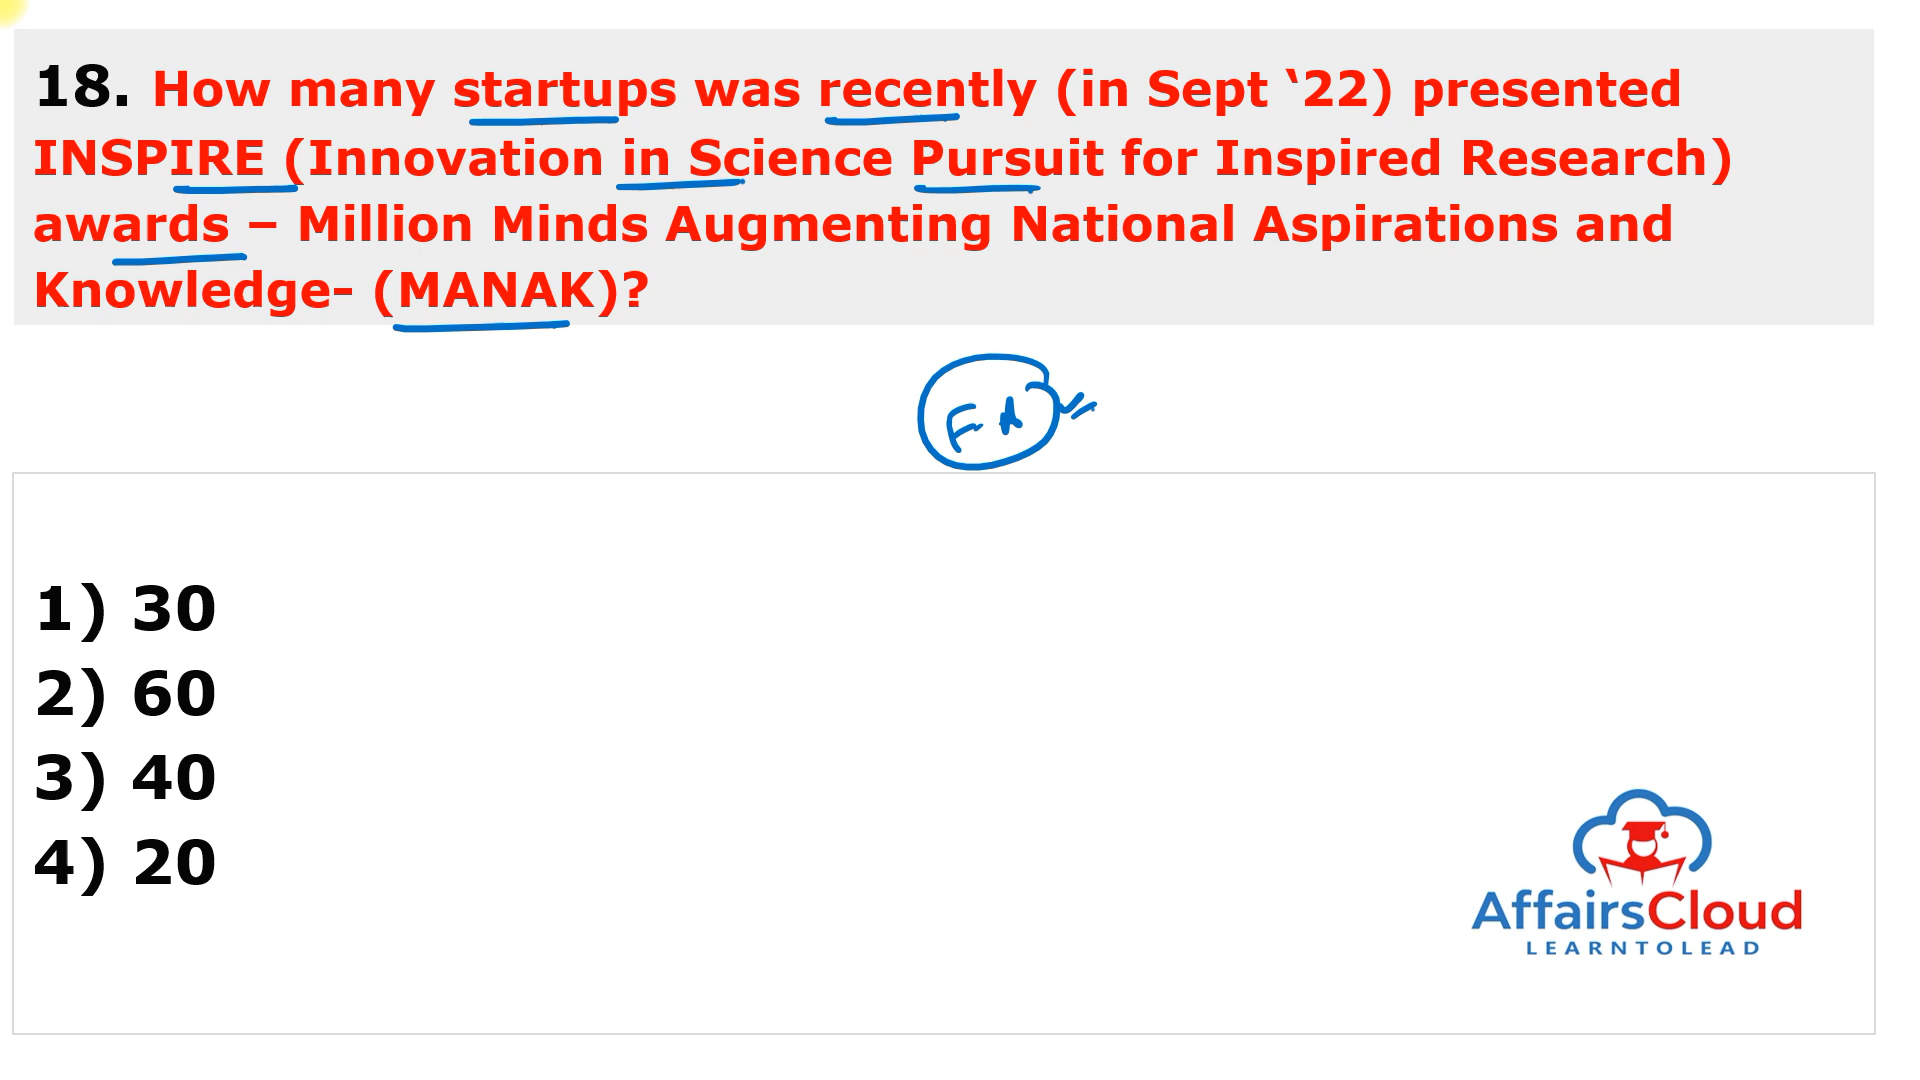 18. How many startups was recently (in Sept ‘22) presented
INSPIRE (Innovation in Science Pursuit for Inspired Research)
awards – Million Minds Augmenting National Aspirations and
Knowledge- (MANAK)?
F A
1) 30
2) 60
3) 40
4) 20
AffairsCloud
LEARNTOLEAD